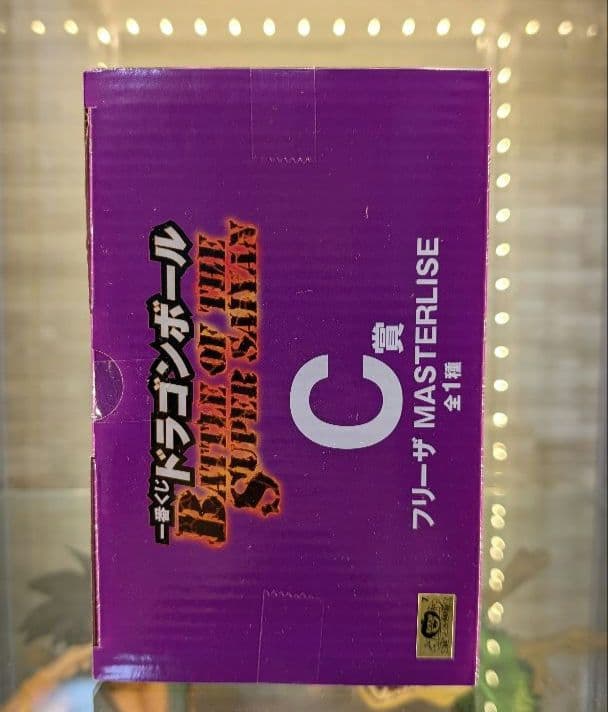 一番くじ
ドラゴンボール
BATTLE OF THE
SUPER SAIYAN
C賞
フリーザ MASTERLISE
全1種